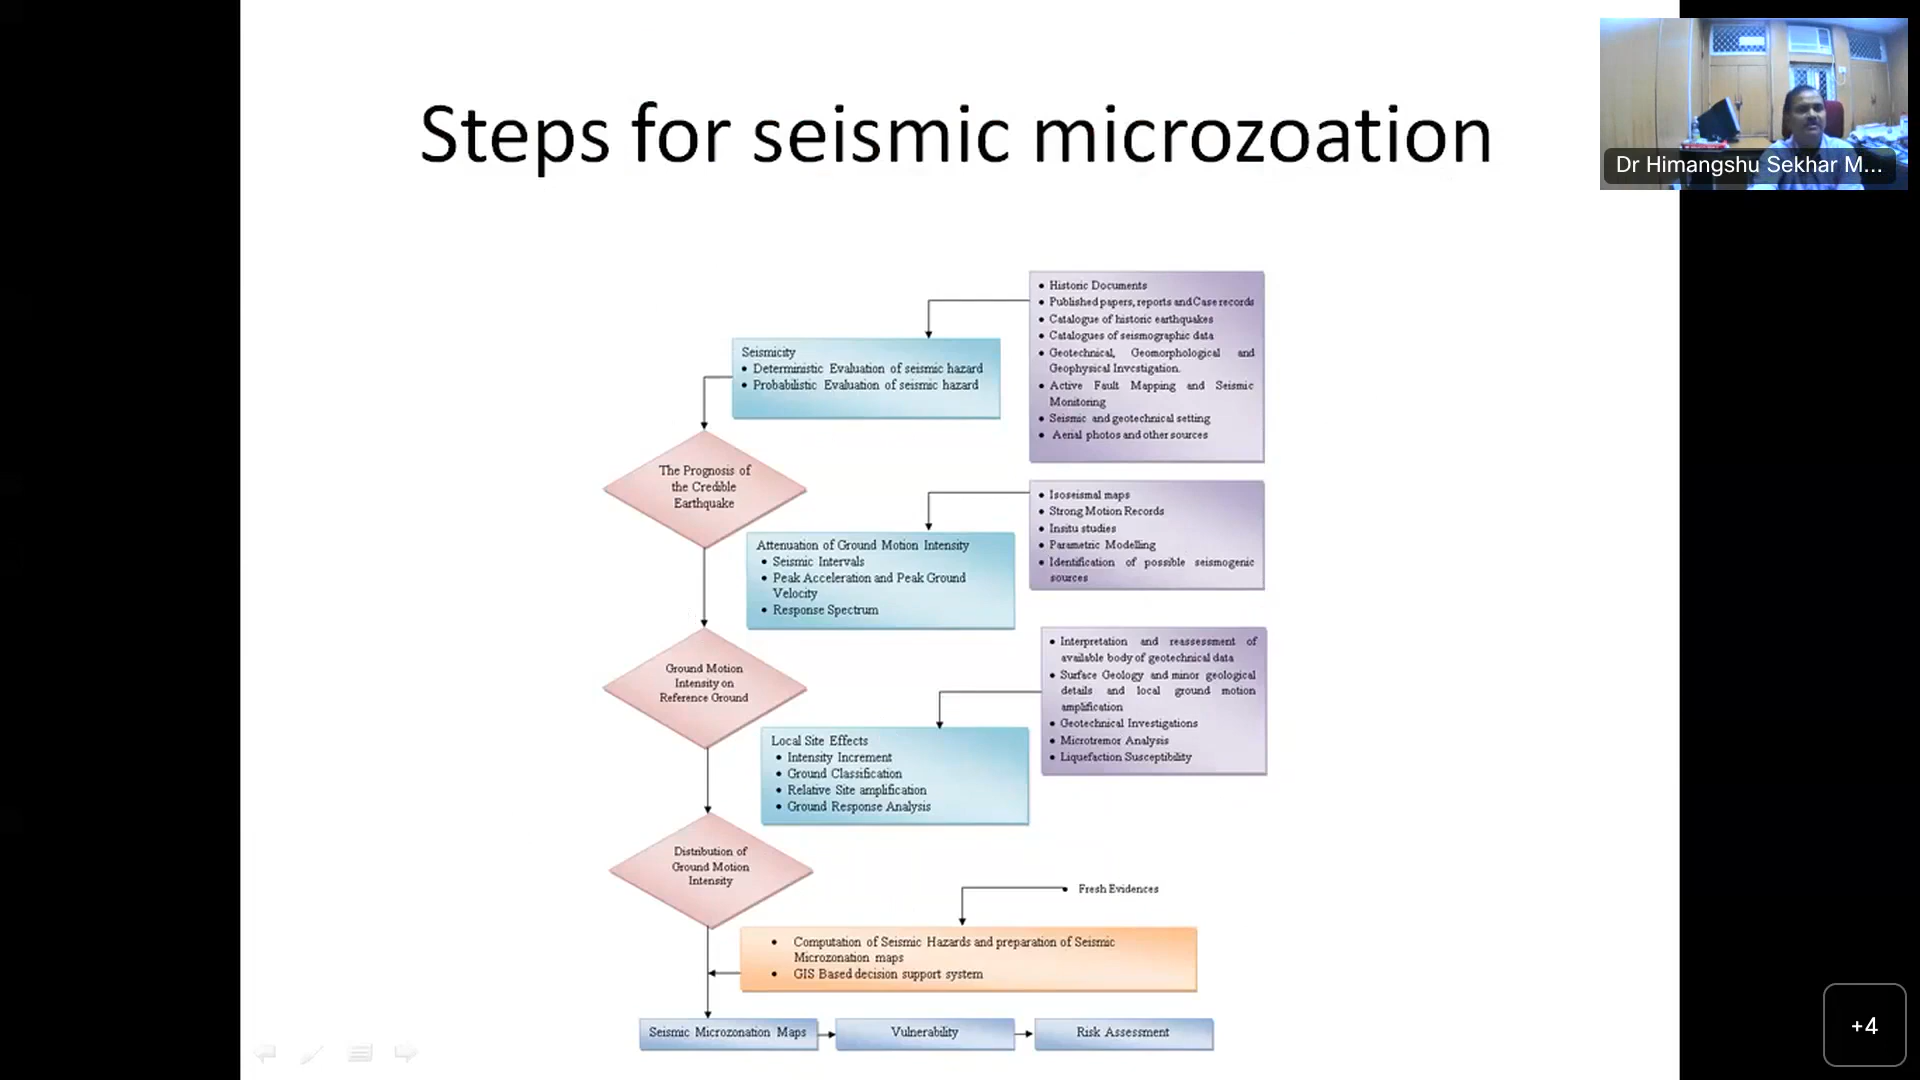 Steps for seismic microzoation
Dr Himangshu Sekhar M...
• Historic Documents
• Published papers, reports and Case records
• Catalogue of historic earthquakes
• Catalogues of seismographic data
• Geotechnical, Geomorphological and
Geophysical Investigation.
• Active Fault Mapping and Seismic
Monitoring
• Seismic and geotechnical setting
• Aerial photos and other sources
Seismicity
• Deterministic Evaluation of seismic hazard
• Probabilistic Evaluation of seismic hazard
The Prognosis of
the Credible
Earthquake
• Isoseismal maps
• Strong Motion Records
• Insitu studies
• Parametric Modelling
• Identification of possible seismogenic
sources
Attenuation of Ground Motion Intensity
• Seismic Intervals
• Peak Acceleration and Peak Ground
Velocity
• Response Spectrum
Ground Motion
Intensity on
Reference Ground
• Interpretation and reassessment of
available body of geotechnical data
• Surface Geology and minor geological
details and local ground motion
amplification
• Geotechnical Investigations
• Microtremor Analysis
• Liquefaction Susceptibility
Local Site Effects
• Intensity Increment
• Ground Classification
• Relative Site amplification
• Ground Response Analysis
Distribution of
Ground Motion
Intensity
• Fresh Evidences
• Computation of Seismic Hazards and preparation of Seismic
Microzonation maps
• GIS Based decision support system
Seismic Microzonation Maps
Vulnerability
Risk Assessment
+4